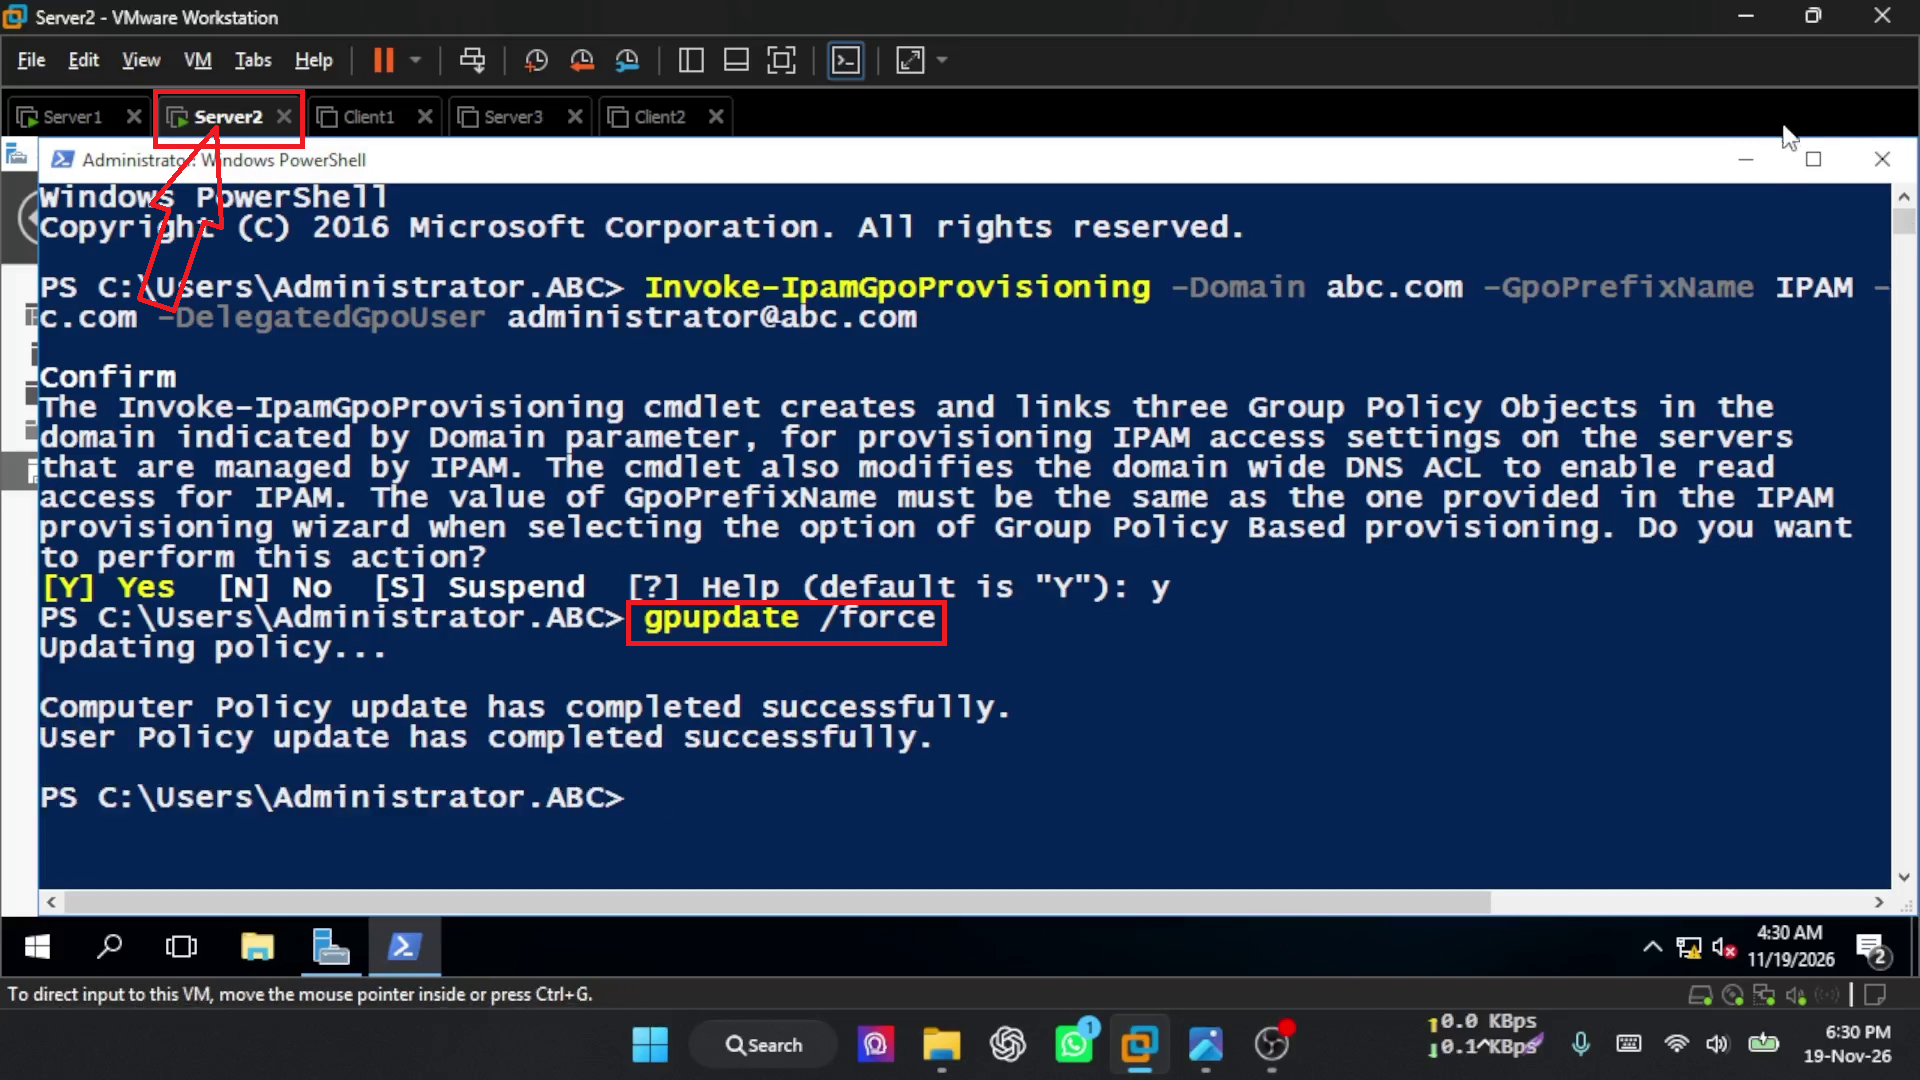 Server2 - VMware Workstation
File Edit View VM Tabs Help
Server1 Server2 Client1 Server3 Client2
Administrator: Windows PowerShell
Windows PowerShell
Copyright (C) 2016 Microsoft Corporation. All rights reserved.
PS C:\Users\Administrator.ABC> Invoke-IpamGpoProvisioning -Domain abc.com -GpoPrefixName IPAM -
c.com -DelegatedGpoUser administrator@abc.com
Confirm
The Invoke-IpamGpoProvisioning cmdlet creates and links three Group Policy Objects in the
domain indicated by Domain parameter, for provisioning IPAM access settings on the servers
that are managed by IPAM. The cmdlet also modifies the domain wide DNS ACL to enable read
access for IPAM. The value of GpoPrefixName must be the same as the one provided in the IPAM
provisioning wizard when selecting the option of Group Policy Based provisioning. Do you want
to perform this action?
[Y] Yes [N] No [S] Suspend [?] Help (default is "Y"): y
PS C:\Users\Administrator.ABC> gpupdate /force
Updating policy...
Computer Policy update has completed successfully.
User Policy update has completed successfully.
PS C:\Users\Administrator.ABC>
4:30 AM
11/19/2026
2
To direct input to this VM, move the mouse pointer inside or press Ctrl+G.
Search
1
0.0 KBps
0.1 KBps
6:30 PM
19-Nov-26